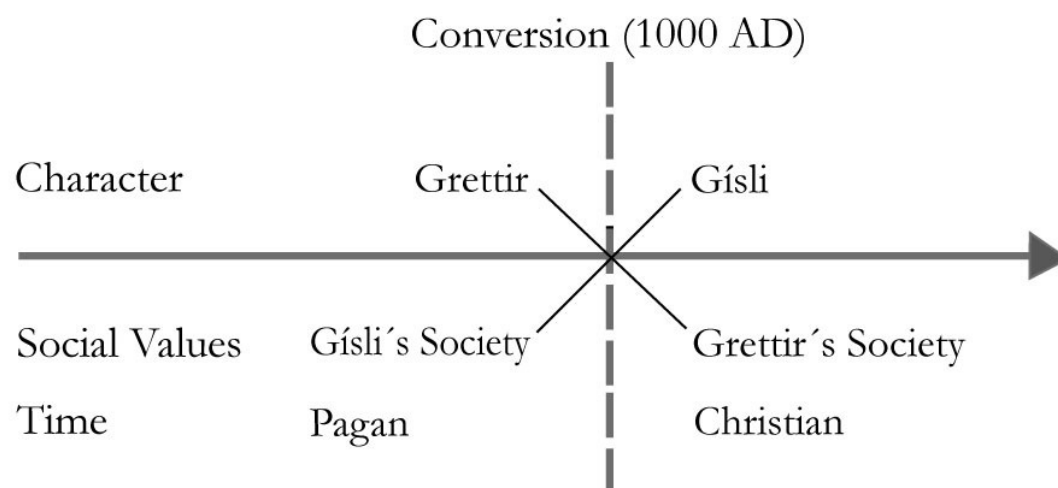 Conversion (1000 AD)
Character Grettir Gísli
Social Values Gísli´s Society Grettir´s Society
Time Pagan Christian